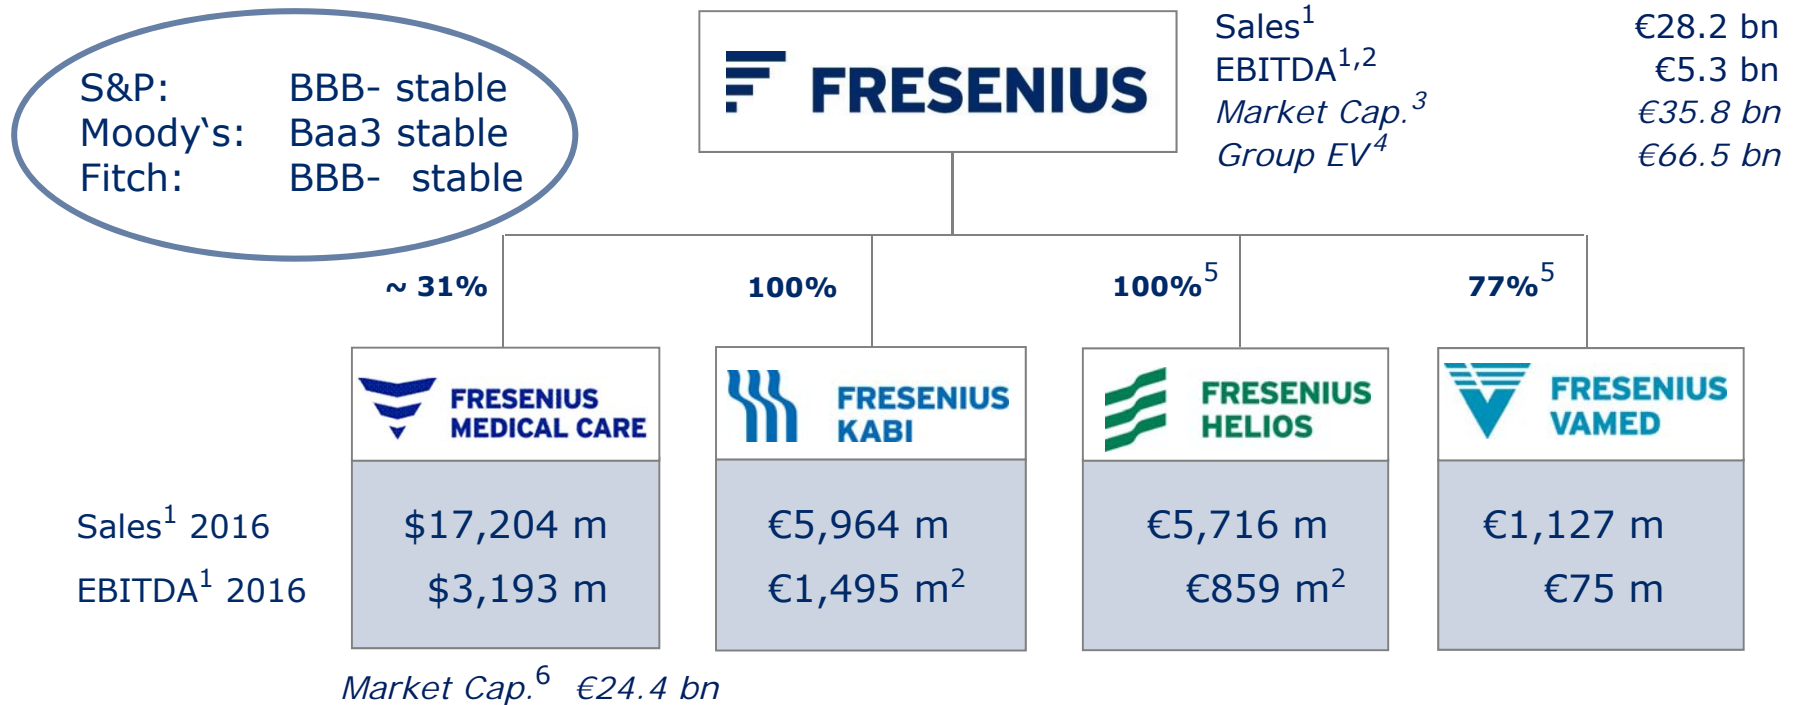 S&P: BBB- stable
Moody‘s: Baa3 stable
Fitch: BBB- stable
FRESENIUS
Sales1 €28.2 bn
EBITDA1,2 €5.3 bn
Market Cap.3 €35.8 bn
Group EV4 €66.5 bn
~ 31% 100% 100%5 77%5
FRESENIUS
MEDICAL CARE
FRESENIUS
KABI
FRESENIUS
HELIOS
FRESENIUS
VAMED
Sales1 2016 $17,204 m €5,964 m €5,716 m €1,127 m
EBITDA1 2016 $3,193 m €1,495 m2 €859 m2 €75 m
Market Cap.6 €24.4 bn